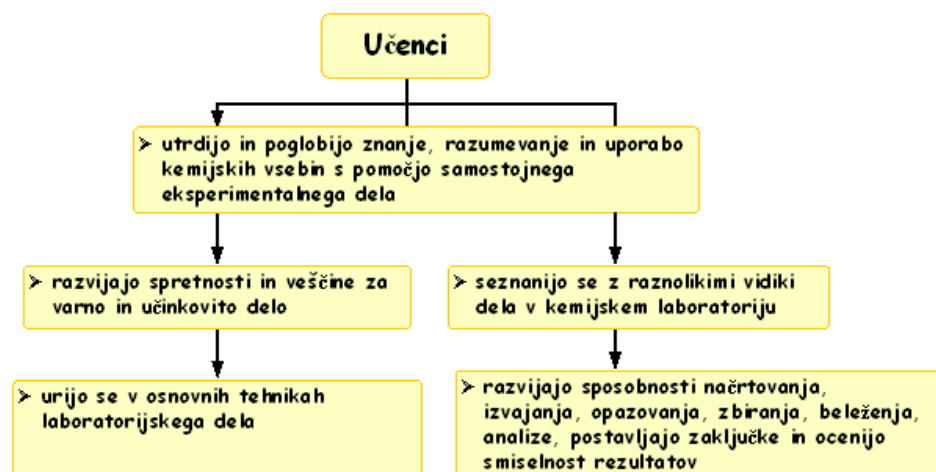 Učenci
➢ utrdijo in poglobijo znanje, razumevanje in uporabo
kemijskih vsebin s pomočjo samostojnega
eksperimentalnega dela
➢ razvijajo spretnosti in veščine za
varno in učinkovito delo
➢ seznanijo se z raznolikimi vidiki
dela v kemijskem laboratoriju
➢ urijo se v osnovnih tehnikah
laboratorijskega dela
➢ razvijajo sposobnosti načrtovanja,
izvajanja, opazovanja, zbiranja, beleženja,
analize, postavljajo zaključke in ocenijo
smiselnost rezultatov